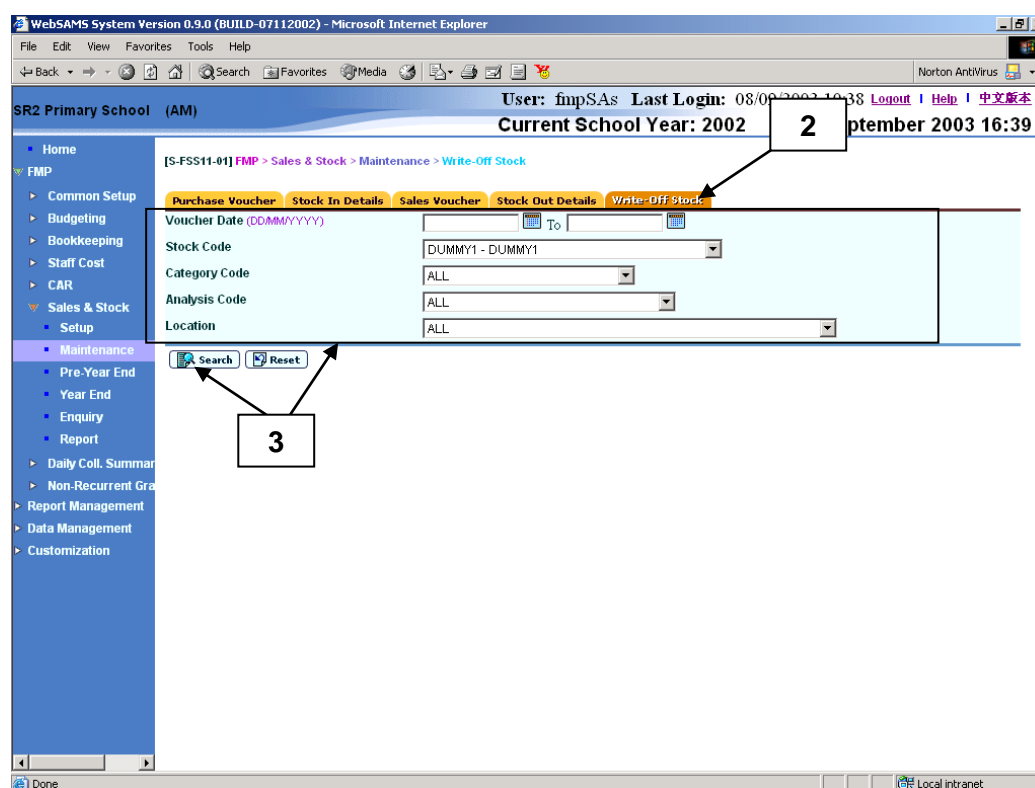 WebSAMS System Version 0.9.0 (BUILD-07112002) - Microsoft Internet Explorer
File Edit View Favorites Tools Help
Back Search Favorites Media Norton AntiVirus
SR2 Primary School (AM) User: fmpSAs Last Login: 08/09/2003 38 Logout | Help | 中文版本
Current School Year: 2002 ptember 2003 16:39
2
Home
FMP
Common Setup
Budgeting
Bookkeeping
Staff Cost
CAR
Sales & Stock
Setup
Maintenance
Pre-Year End
Year End
Enquiry
Report
Daily Coll. Summar
Non-Recurrent Gra
Report Management
Data Management
Customization
[S-FSS11-01] FMP > Sales & Stock > Maintenance > Write-Off Stock
Purchase Voucher Stock In Details Sales Voucher Stock Out Details Write-Off Stock
Voucher Date (DD/MM/YYYY) To
Stock Code DUMMY1 - DUMMY1
Category Code ALL
Analysis Code ALL
Location ALL
Search Reset
3
Done Local intranet